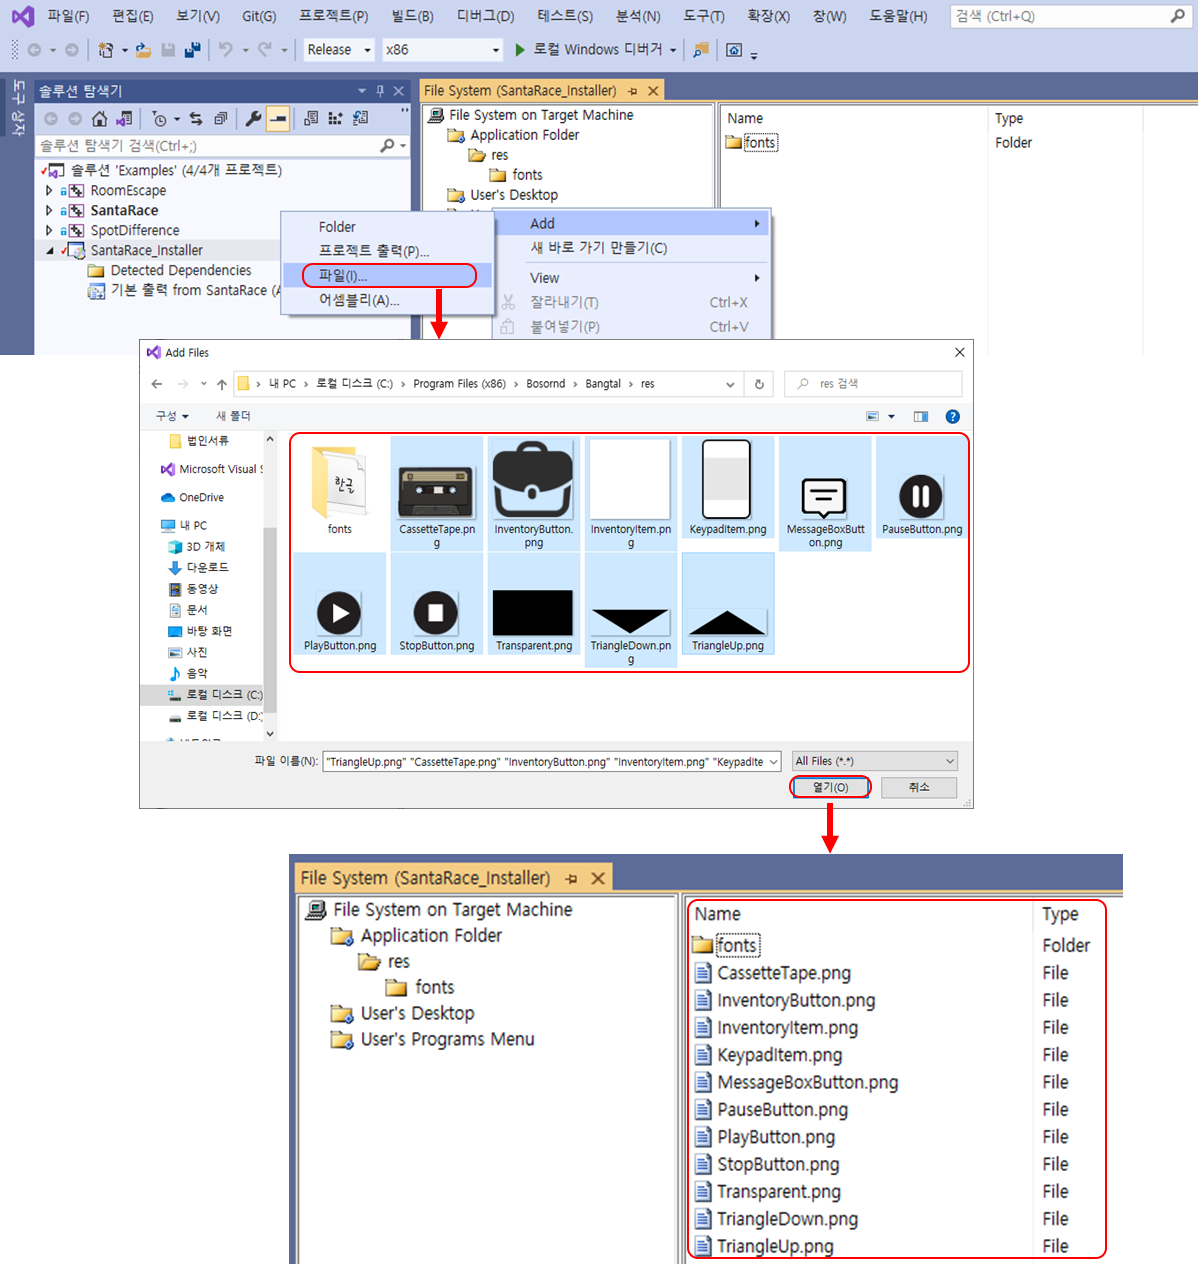 파일(F) 편집(E) 보기(V) Git(G) 프로젝트(P) 빌드(B) 디버그(D) 테스트(S) 분석(N) 도구(T) 확장(X) 창(W) 도움말(H) 검색 (Ctrl+Q)
Release x86 로컬 Windows 디버거
도구 상자
솔루션 탐색기
솔루션 탐색기 검색(Ctrl+;)
솔루션 'Examples' (4/4개 프로젝트)
RoomEscape
SantaRace
SpotDifference
SantaRace_Installer
Detected Dependencies
기본 출력 from SantaRace (A
File System (SantaRace_Installer)
File System on Target Machine
Application Folder
res
fonts
User's Desktop
Name Type
fonts Folder
Folder
프로젝트 출력(P)...
파일(I)...
어셈블리(A)...
Add
새 바로 가기 만들기(C)
View
잘라내기(T) Ctrl+X
붙여넣기(P) Ctrl+V
Add Files
내 PC › 로컬 디스크 (C:) › Program Files (x86) › Bosornd › Bangtal › res
res 검색
구성 새 폴더
법인서류
Microsoft Visual S
OneDrive
내 PC
3D 개체
다운로드
동영상
문서
바탕 화면
사진
음악
로컬 디스크 (C:)
로컬 디스크 (D:
한글
fonts
CassetteTape.pn
g
InventoryButton.
png
InventoryItem.pn
g
KeypadItem.png
MessageBoxButt
on.png
PauseButton.png
PlayButton.png
StopButton.png
Transparent.png
TriangleDown.pn
g
TriangleUp.png
파일 이름(N): "TriangleUp.png" "CassetteTape.png" "InventoryButton.png" "InventoryItem.png" "KeypadIte
All Files (*.*)
열기(O) 취소
File System (SantaRace_Installer)
File System on Target Machine
Application Folder
res
fonts
User's Desktop
User's Programs Menu
Name Type
fonts Folder
CassetteTape.png File
InventoryButton.png File
InventoryItem.png File
KeypadItem.png File
MessageBoxButton.png File
PauseButton.png File
PlayButton.png File
StopButton.png File
Transparent.png File
TriangleDown.png File
TriangleUp.png File